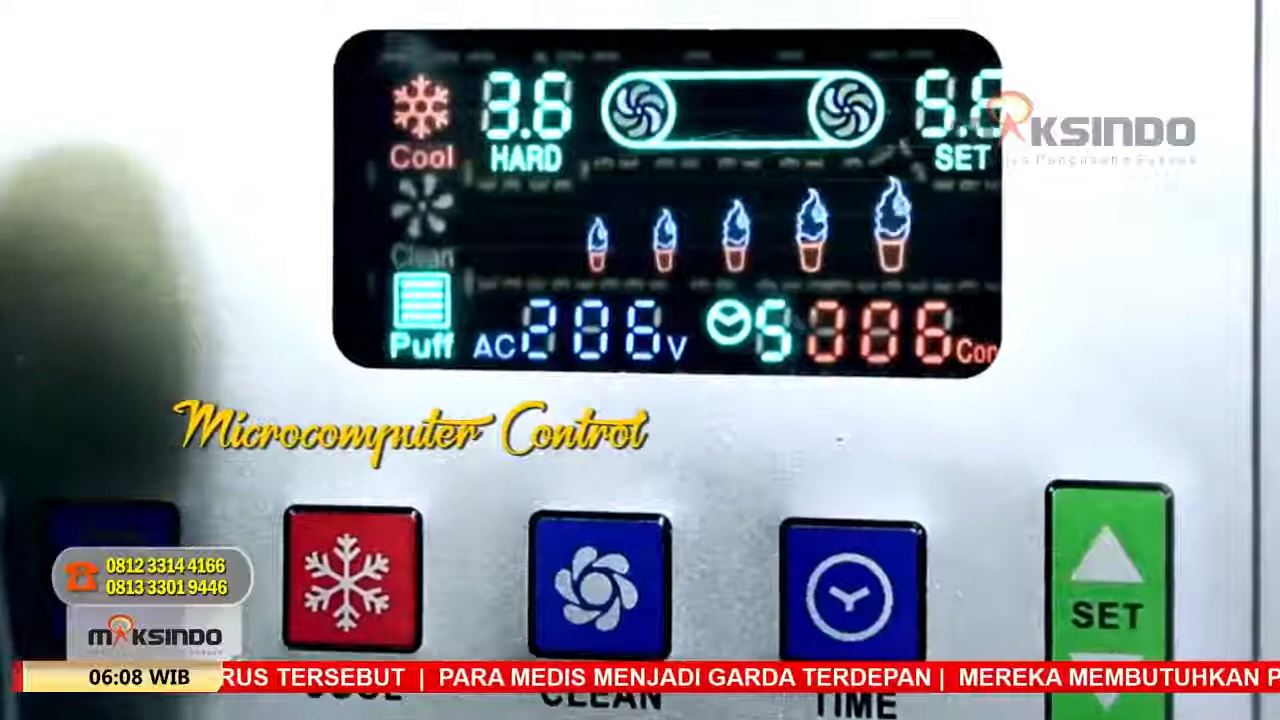 3.6
Cool
HARD
SET
MAKSINDO
Clean
Puff
AC 206 V
5 006
Microcomputer Control
0812 3314 4166
0813 3301 9446
MAKSINDO
SET
06:08 WIB
RUS TERSEBUT | PARA MEDIS MENJADI GARDA TERDEPAN | MEREKA MEMBUTUHKAN P
COOL
CLEAN
TIME